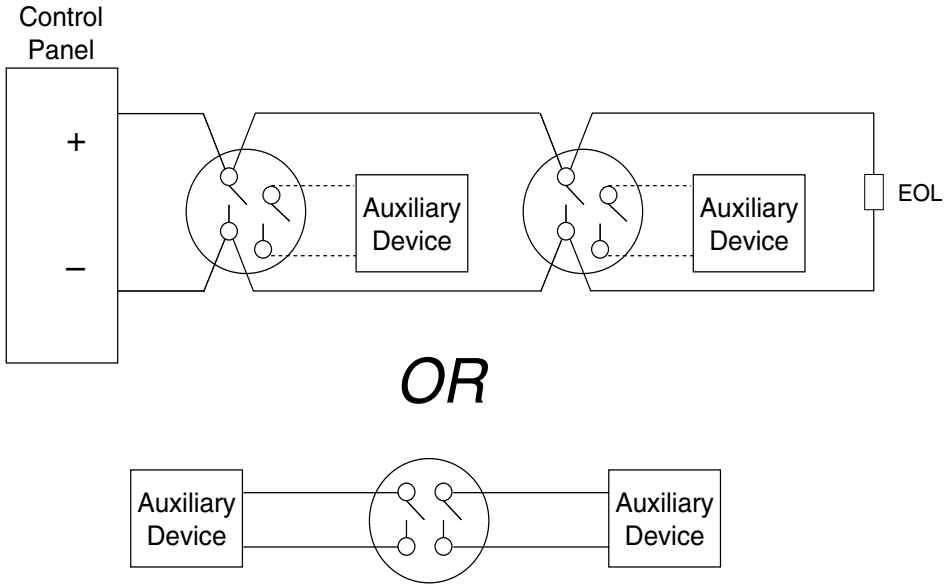 Control
Panel
+
−
Auxiliary
Device
Auxiliary
Device
EOL
OR
Auxiliary
Device
Auxiliary
Device